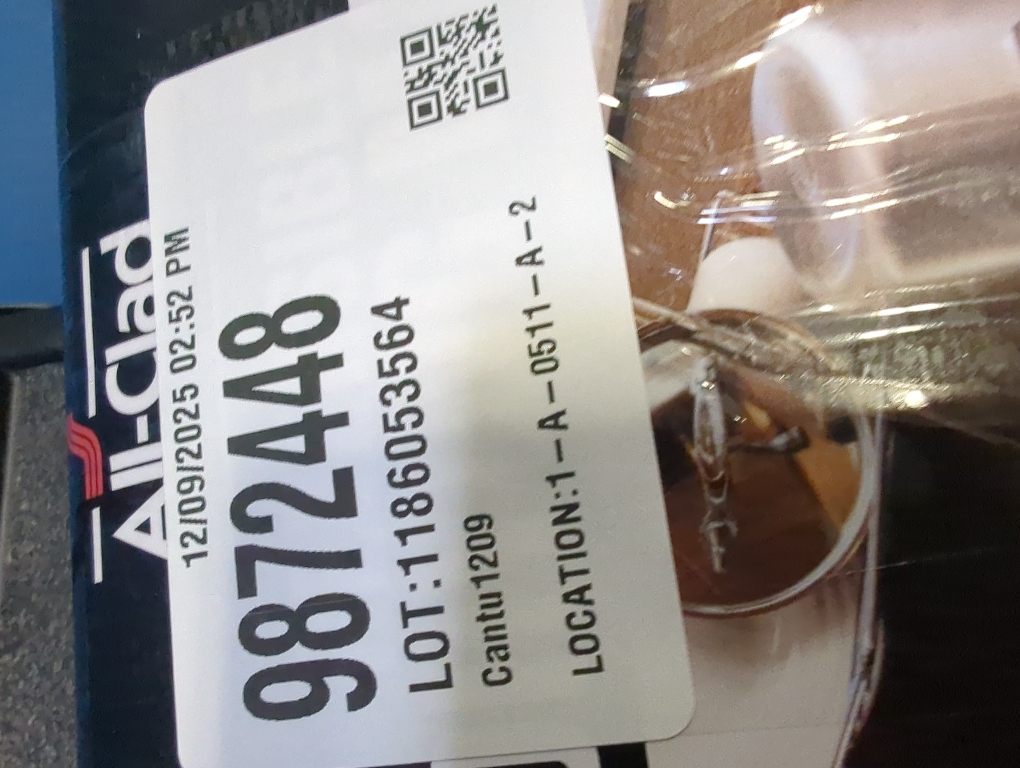 All-Clad
12/09/2025 02:52 PM
9872448
LOT:1186053564
Cantu1209
LOCATION:1-A-0511-A-2